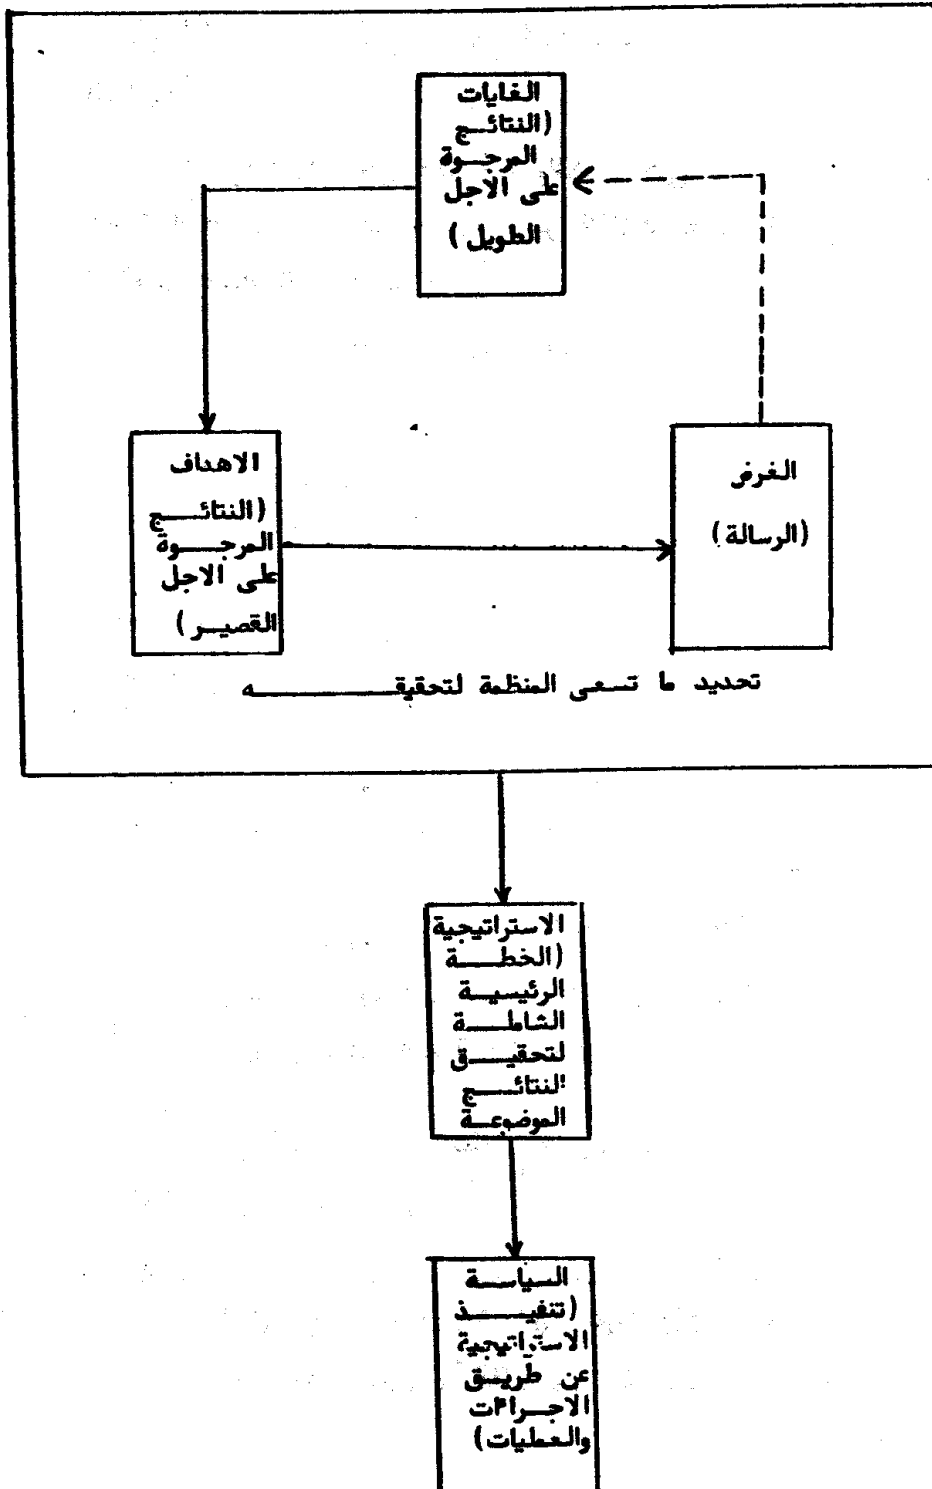 الغايات
(النتائج
المرجوة
على الاجل
الطويل)
الغرض
(الرسالة)
الاهداف
(النتائج
المرجوة
على الاجل
القصير)
تحديد ما تسعى المنظمة لتحقيقه
الاستراتيجية
(الخطة
الرئيسية
الشاملة
لتحقيق
النتائج
الموضوعة
السياسة
(تنفيذ
الاستراتيجية
عن طريق
الاجراءات
والعمليات)